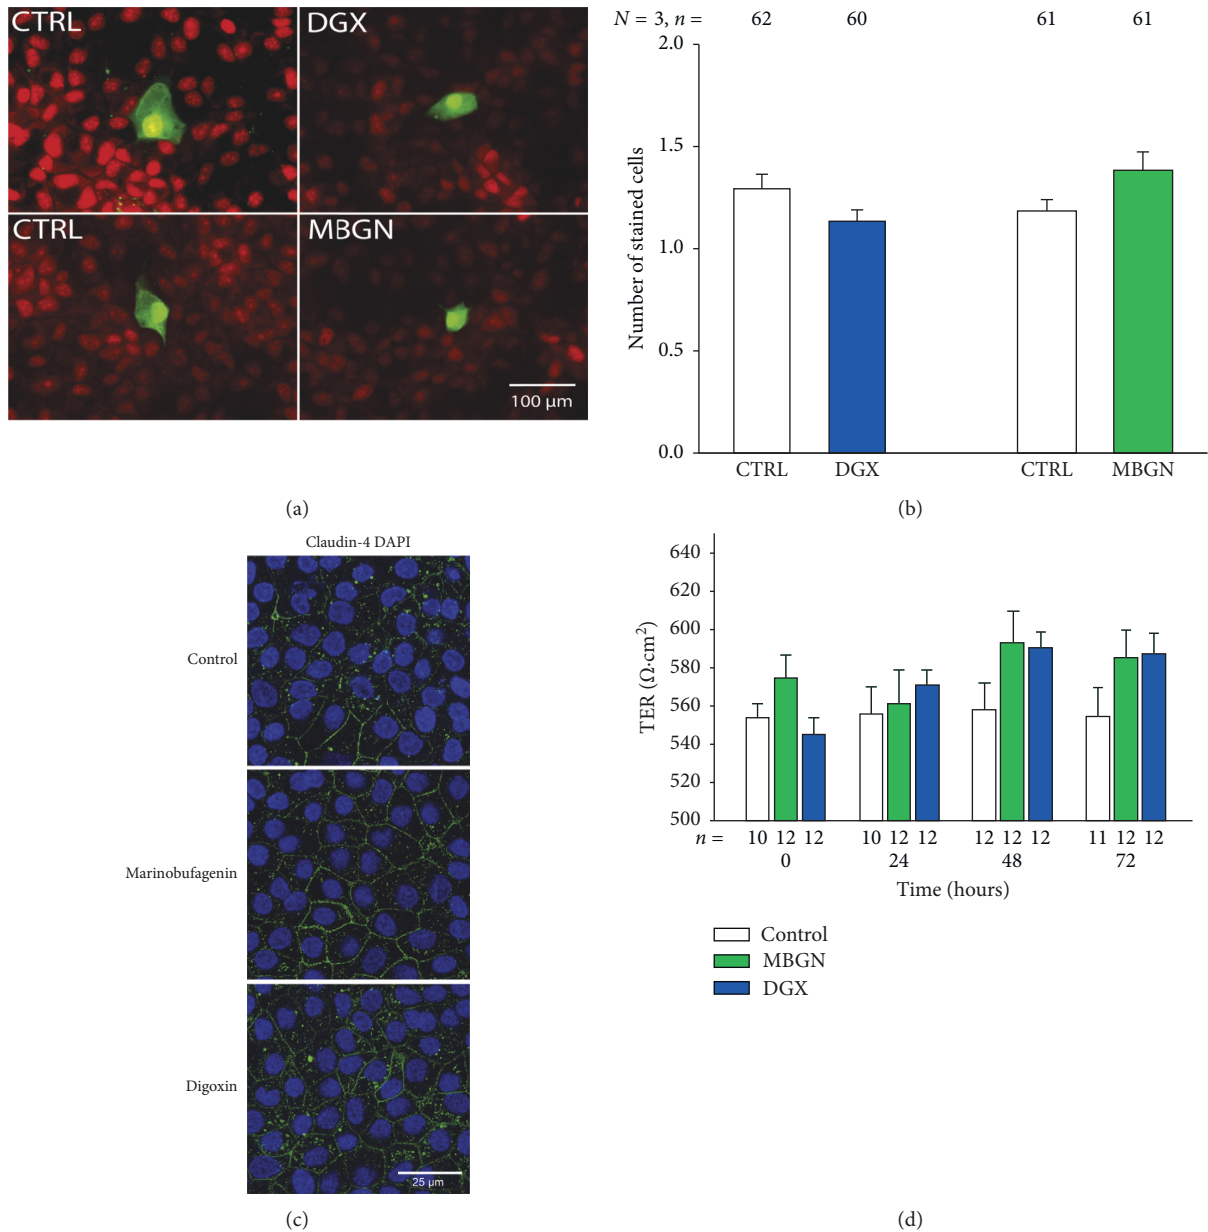 CTRL
DGX
CTRL
MBGN
100 μm
(a)
N = 3, n = 62 60 61 61
2.0
1.5
1.0
0.5
0.0
Number of stained cells
CTRL DGX CTRL MBGN
(b)
Claudin-4 DAPI
Control
Marinobufagenin
Digoxin
25 μm
(c)
640
620
600
580
560
540
520
500
TER (Ω·cm²)
n = 10 12 12 10 12 12 12 12 12 11 12 12
0 24 48 72
Time (hours)
Control
MBGN
DGX
(d)